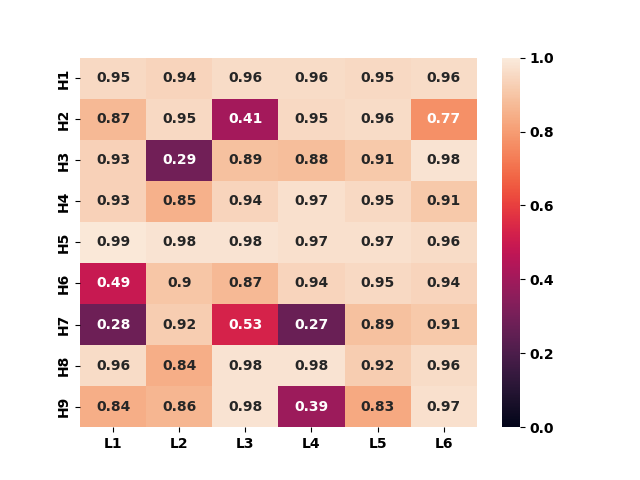 H1 0.95 0.94 0.96 0.96 0.95 0.96
H2 0.87 0.95 0.41 0.95 0.96 0.77
H3 0.93 0.29 0.89 0.88 0.91 0.98
H4 0.93 0.85 0.94 0.97 0.95 0.91
H5 0.99 0.98 0.98 0.97 0.97 0.96
H6 0.49 0.9 0.87 0.94 0.95 0.94
H7 0.28 0.92 0.53 0.27 0.89 0.91
H8 0.96 0.84 0.98 0.98 0.92 0.96
H9 0.84 0.86 0.98 0.39 0.83 0.97
L1 L2 L3 L4 L5 L6
1.0
0.8
0.6
0.4
0.2
0.0